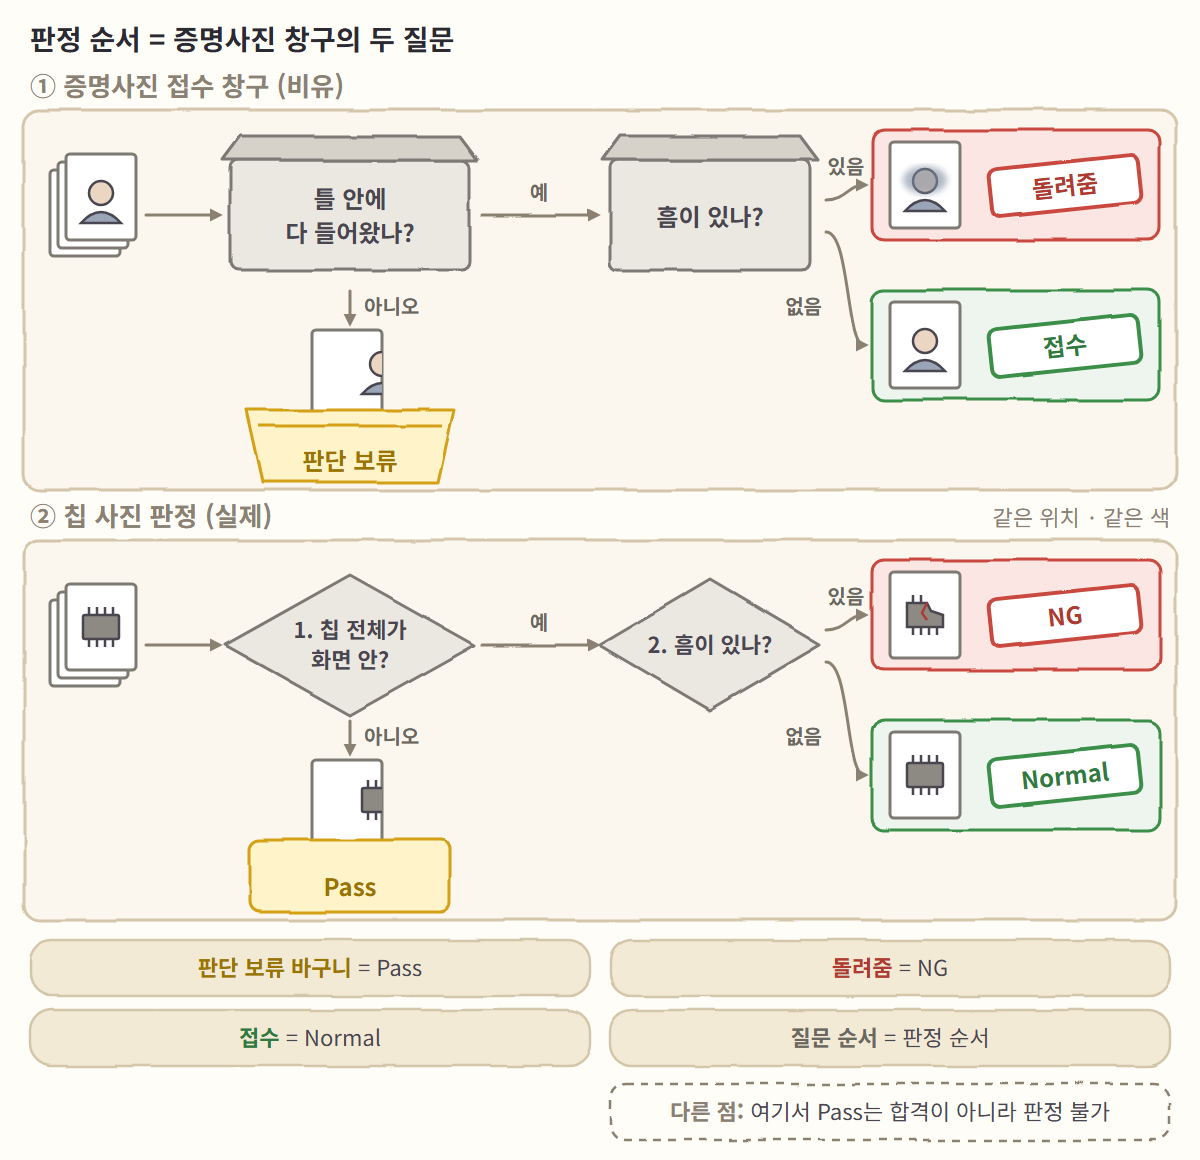 판정 순서 = 증명사진 창구의 두 질문
① 증명사진 접수 창구 (비유)
틀 안에
다 들어왔나?
예
흠이 있나?
있음
돌려줌
아니오
없음
접수
판단 보류
② 칩 사진 판정 (실제)
같은 위치 · 같은 색
1. 칩 전체가
화면 안?
예
2. 흠이 있나?
있음
NG
아니오
없음
Normal
Pass
판단 보류 바구니 = Pass
돌려줌 = NG
접수 = Normal
질문 순서 = 판정 순서
다른 점: 여기서 Pass는 합격이 아니라 판정 불가